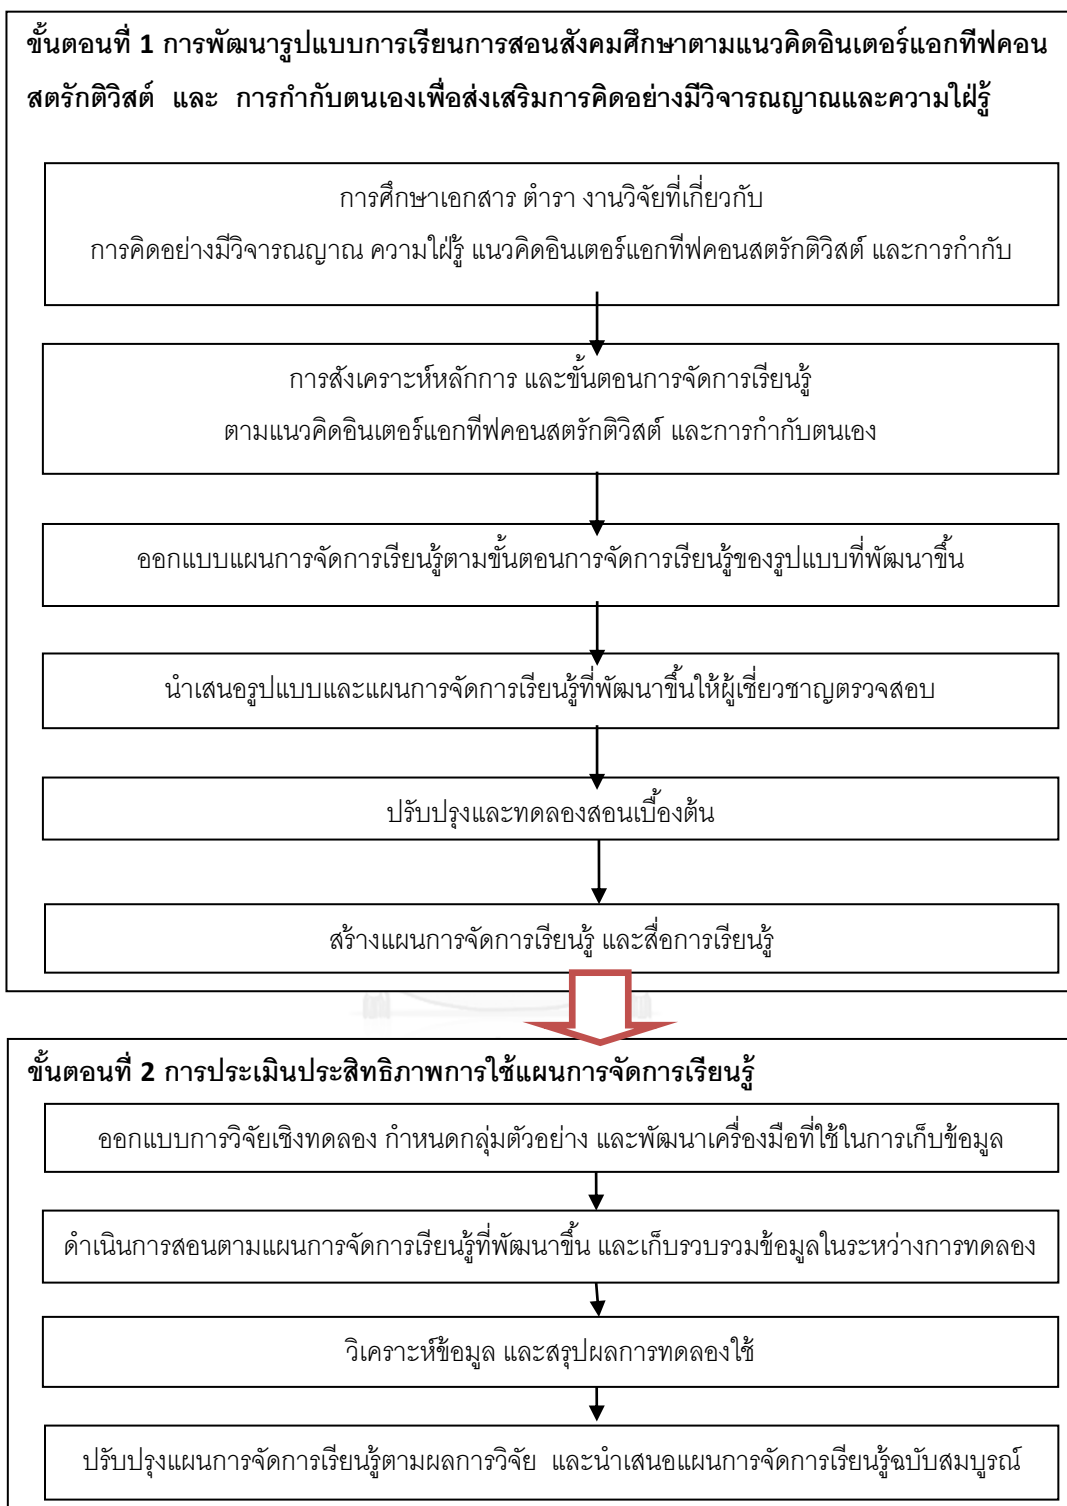 ขั้นตอนที่ 1 การพัฒนารูปแบบการเรียนการสอนสังคมศึกษาตามแนวคิดอินเตอร์แอกทีฟคอน
สตรักติวิสต์ และ การกำกับตนเองเพื่อส่งเสริมการคิดอย่างมีวิจารณญาณและความใฝ่รู้
การศึกษาเอกสาร ตำรา งานวิจัยที่เกี่ยวกับ
การคิดอย่างมีวิจารณญาณ ความใฝ่รู้ แนวคิดอินเตอร์แอกทีฟคอนสตรักติวิสต์ และการกำกับ
การสังเคราะห์หลักการ และขั้นตอนการจัดการเรียนรู้
ตามแนวคิดอินเตอร์แอกทีฟคอนสตรักติวิสต์ และการกำกับตนเอง
ออกแบบแผนการจัดการเรียนรู้ตามขั้นตอนการจัดการเรียนรู้ของรูปแบบที่พัฒนาขึ้น
นำเสนอรูปแบบและแผนการจัดการเรียนรู้ที่พัฒนาขึ้นให้ผู้เชี่ยวชาญตรวจสอบ
ปรับปรุงและทดลองสอนเบื้องต้น
สร้างแผนการจัดการเรียนรู้ และสื่อการเรียนรู้
ขั้นตอนที่ 2 การประเมินประสิทธิภาพการใช้แผนการจัดการเรียนรู้
ออกแบบการวิจัยเชิงทดลอง กำหนดกลุ่มตัวอย่าง และพัฒนาเครื่องมือที่ใช้ในการเก็บข้อมูล
ดำเนินการสอนตามแผนการจัดการเรียนรู้ที่พัฒนาขึ้น และเก็บรวบรวมข้อมูลในระหว่างการทดลอง
วิเคราะห์ข้อมูล และสรุปผลการทดลองใช้
ปรับปรุงแผนการจัดการเรียนรู้ตามผลการวิจัย และนำเสนอแผนการจัดการเรียนรู้ฉบับสมบูรณ์